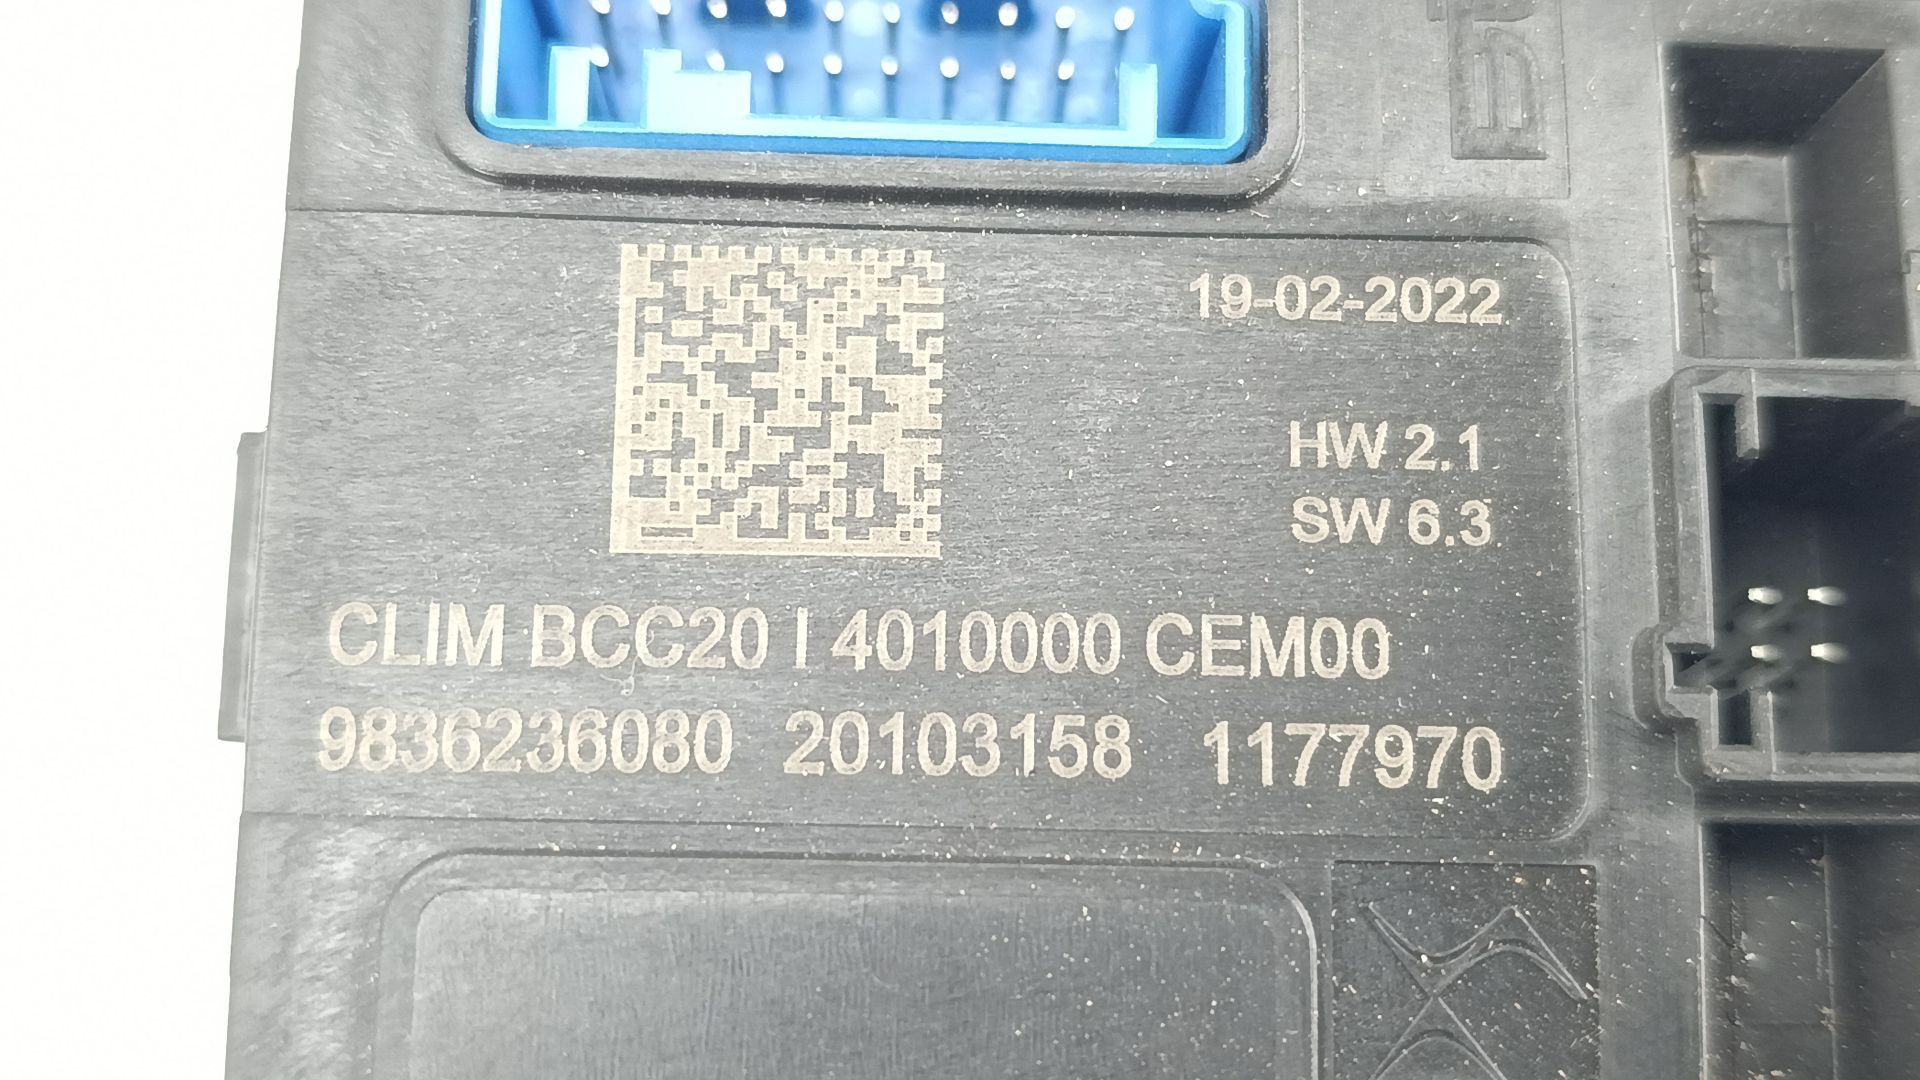 19-02-2022
HW 2.1
SW 6.3
CLIM BCC20 I 4010000 CEM00
9836236080 20103158 1177970